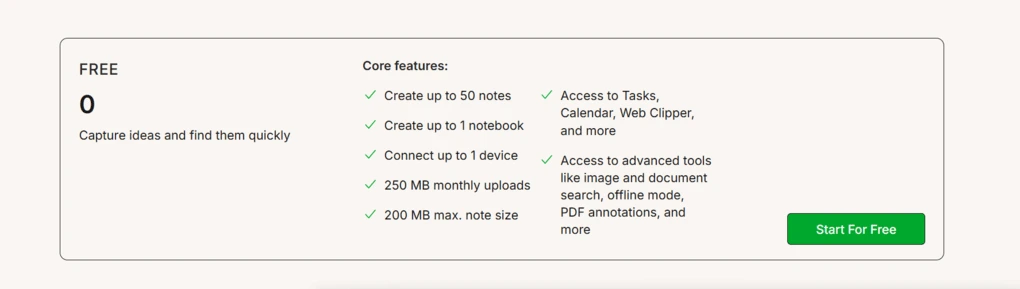 FREE
0
Capture ideas and find them quickly
Core features:
Create up to 50 notes
Create up to 1 notebook
Connect up to 1 device
250 MB monthly uploads
200 MB max. note size
Access to Tasks,
Calendar, Web Clipper,
and more
Access to advanced tools
like image and document
search, offline mode,
PDF annotations, and
more
Start For Free